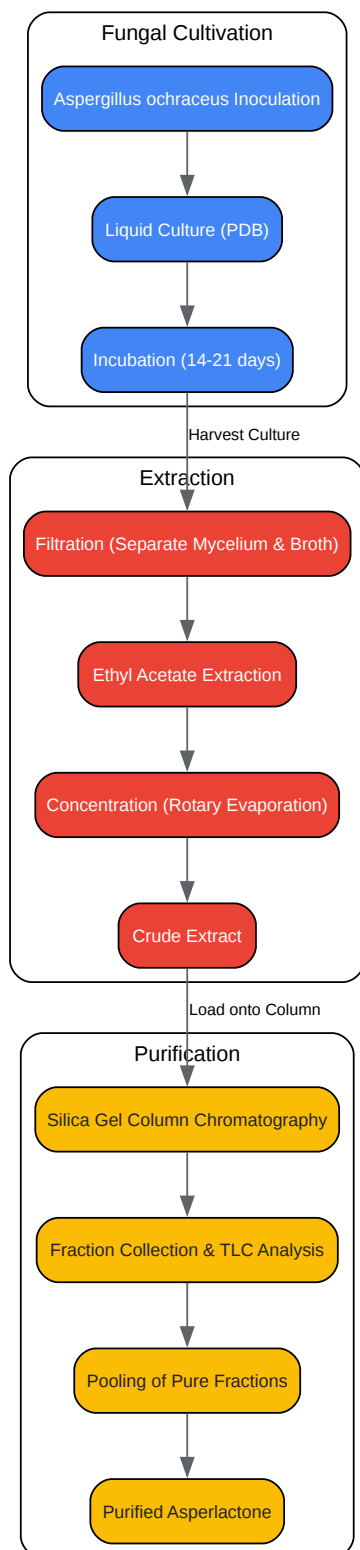 Fungal Cultivation
Aspergillus ochraceus Inoculation
Liquid Culture (PDB)
Incubation (14-21 days)
Harvest Culture
Extraction
Filtration (Separate Mycelium & Broth)
Ethyl Acetate Extraction
Concentration (Rotary Evaporation)
Crude Extract
Load onto Column
Purification
Silica Gel Column Chromatography
Fraction Collection & TLC Analysis
Pooling of Pure Fractions
Purified Asperlactone